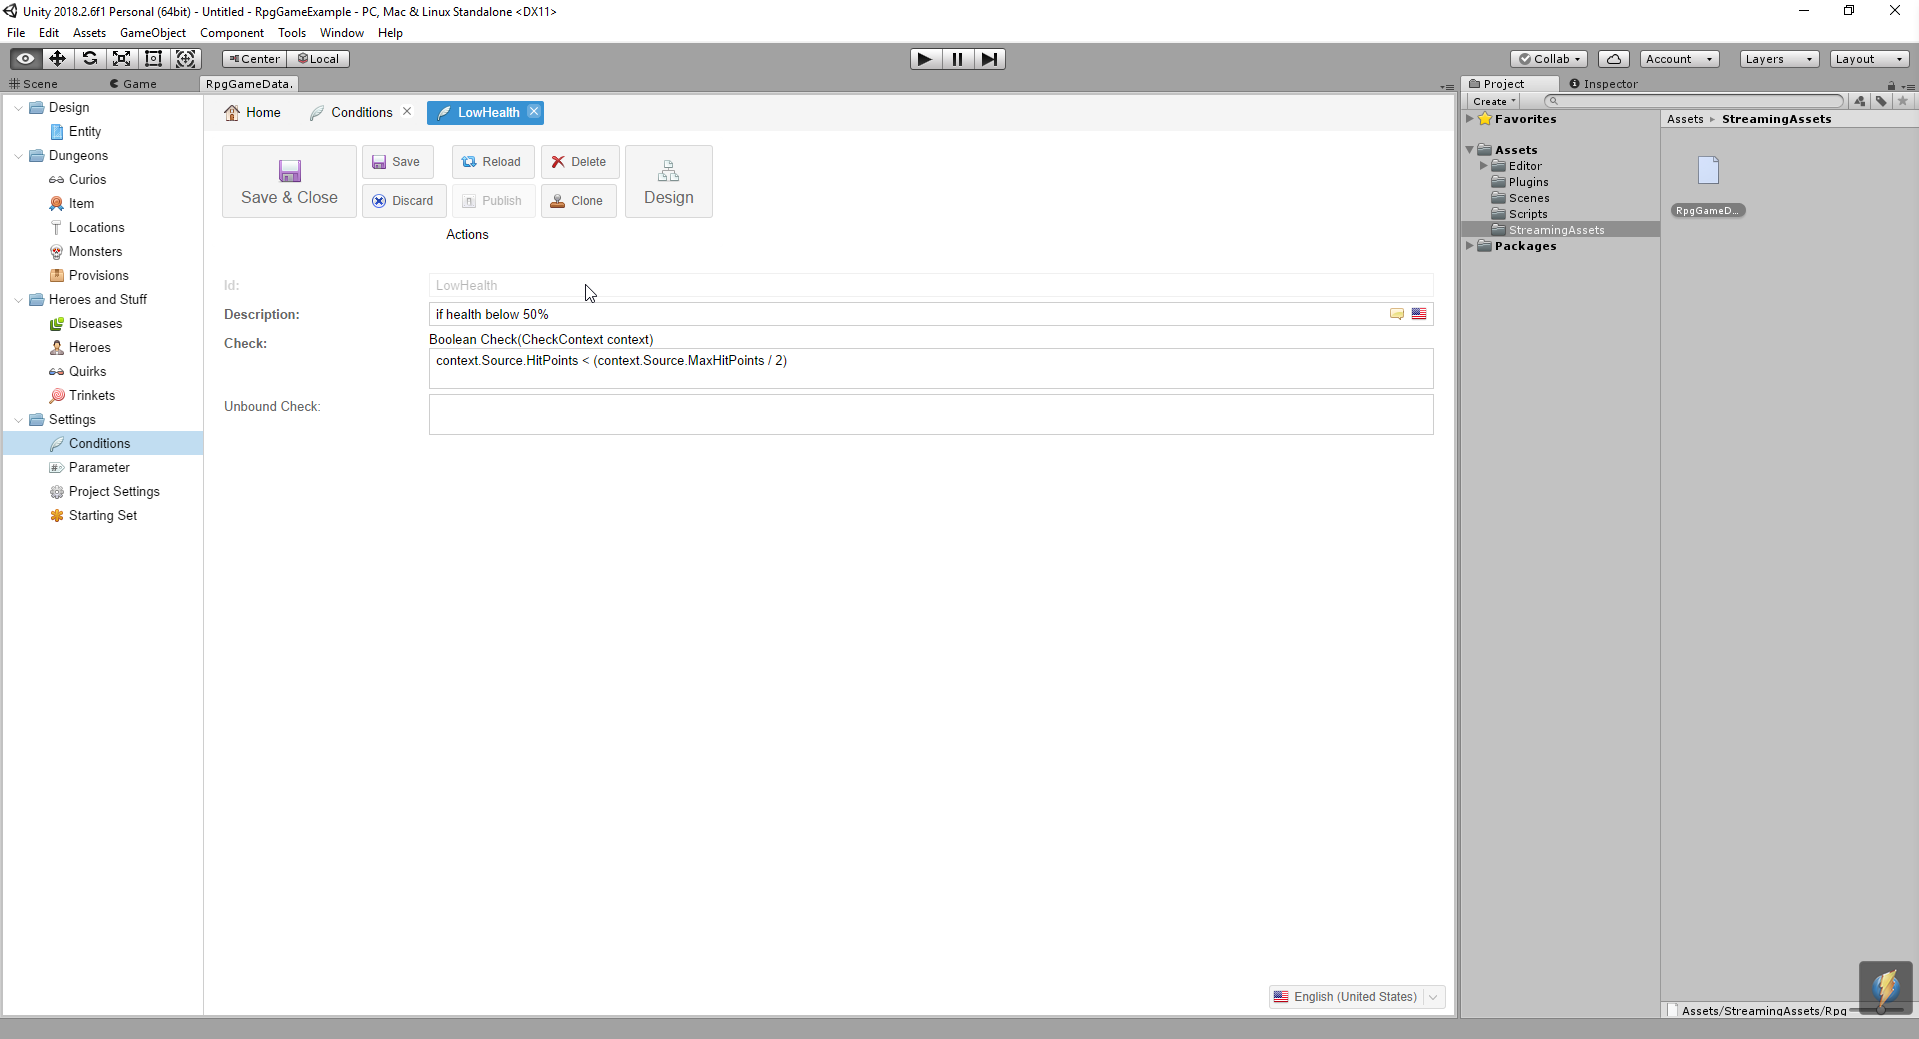 Unity 2018.2.6f1 Personal (64bit) - Untitled - RpgGameExample - PC, Mac & Linux Standalone <DX11>
File Edit Assets GameObject Component Tools Window Help
Center Local Collab Account Layers Layout
Scene Game RpgGameData.
Design
Entity
Dungeons
Curios
Item
Locations
Monsters
Provisions
Heroes and Stuff
Diseases
Heroes
Quirks
Trinkets
Settings
Conditions
Parameter
Project Settings
Starting Set
Home Conditions LowHealth
Save & Close
Save Reload Delete
Discard Publish Clone
Design
Actions
Id: LowHealth
Description: if health below 50%
Check: Boolean Check(CheckContext context)
context.Source.HitPoints < (context.Source.MaxHitPoints / 2)
Unbound Check:
English (United States)
Project Inspector
Create
Favorites
Assets
Editor
Plugins
Scenes
Scripts
StreamingAssets
Packages
Assets StreamingAssets
RpgGameD...
Assets/StreamingAssets/Rpg